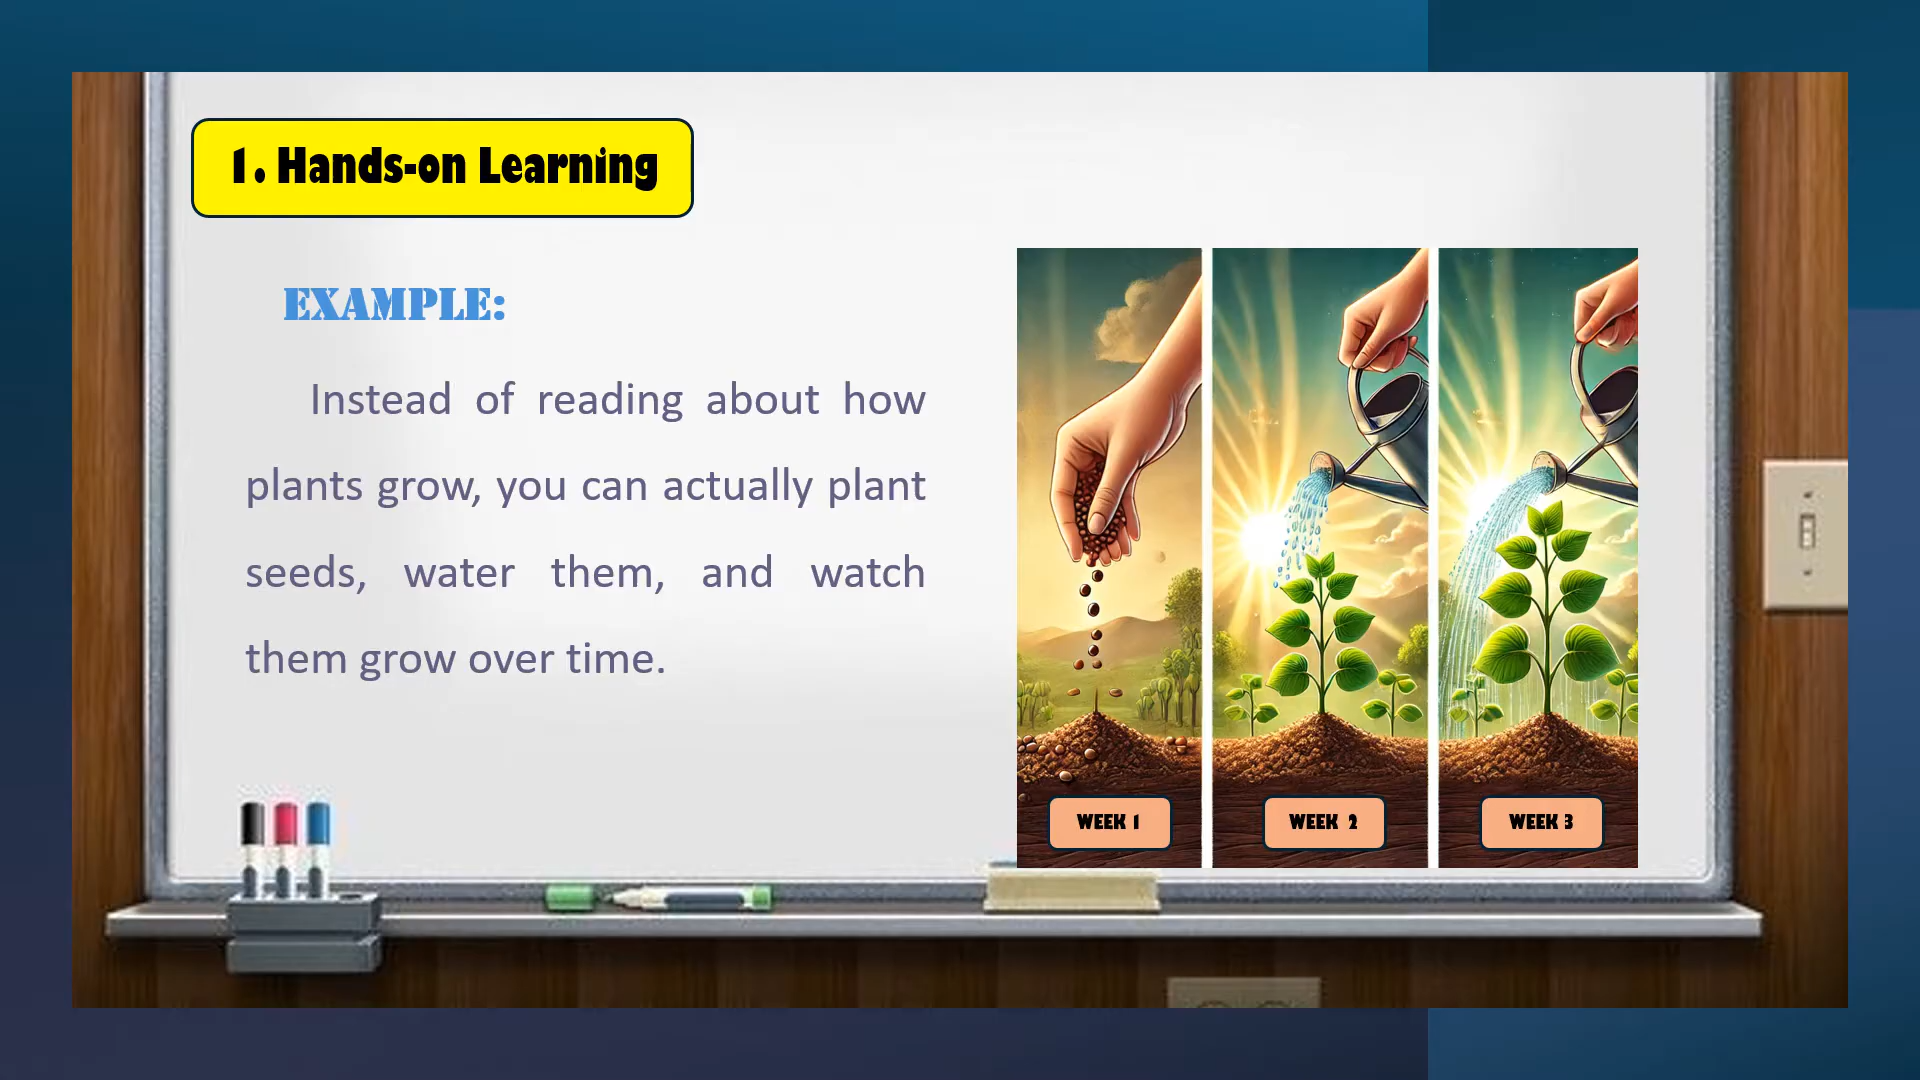 1. Hands-on Learning
EXAMPLE:
Instead of reading about how
plants grow, you can actually plant
seeds, water them, and watch
them grow over time.
WEEK 1
WEEK 2
WEEK 3